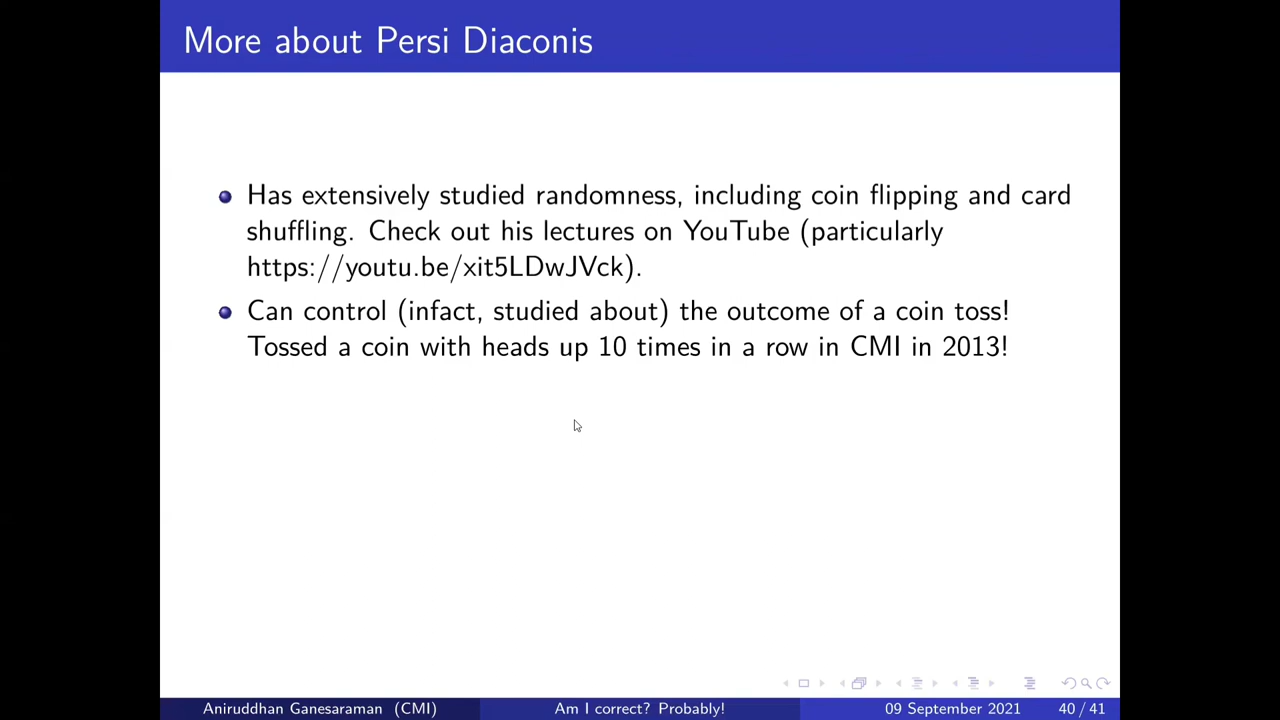 More about Persi Diaconis
Has extensively studied randomness, including coin flipping and card
shuffling. Check out his lectures on YouTube (particularly
https://youtu.be/xit5LDwJVck).
Can control (infact, studied about) the outcome of a coin toss!
Tossed a coin with heads up 10 times in a row in CMI in 2013!
Aniruddhan Ganesaraman (CMI) Am I correct? Probably! 09 September 2021 40 / 41